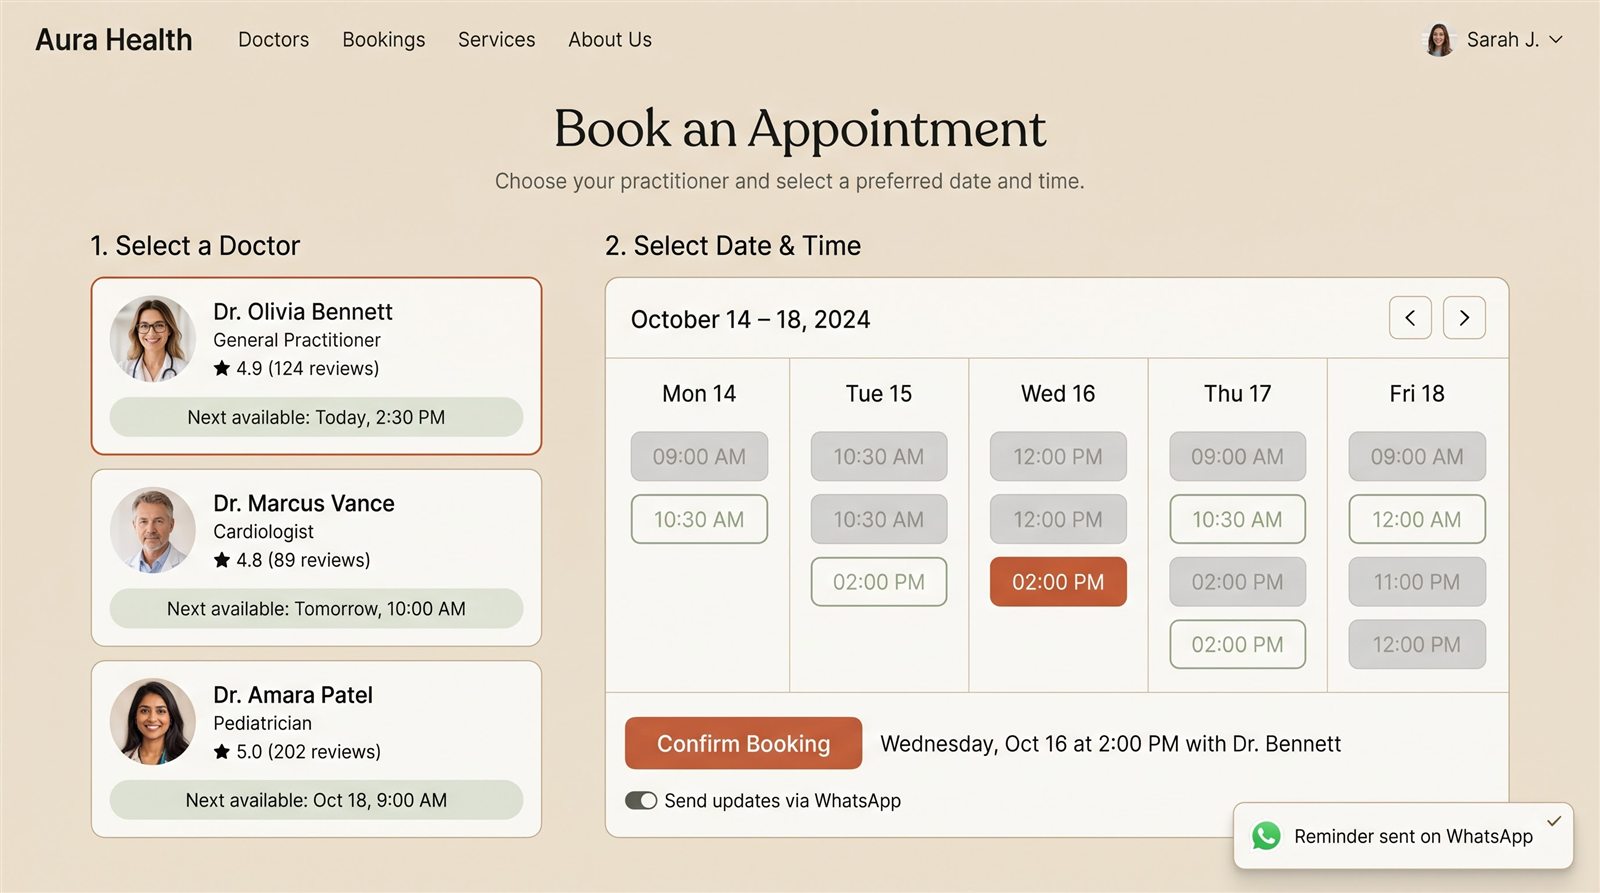 Aura Health
Doctors
Bookings
Services
About Us
Sarah J.
Book an Appointment
Choose your practitioner and select a preferred date and time.
1. Select a Doctor
Dr. Olivia Bennett
General Practitioner
★ 4.9 (124 reviews)
Next available: Today, 2:30 PM
Dr. Marcus Vance
Cardiologist
★ 4.8 (89 reviews)
Next available: Tomorrow, 10:00 AM
Dr. Amara Patel
Pediatrician
★ 5.0 (202 reviews)
Next available: Oct 18, 9:00 AM
2. Select Date & Time
October 14 – 18, 2024
Mon 14
09:00 AM
10:30 AM
Tue 15
10:30 AM
10:30 AM
02:00 PM
Wed 16
12:00 PM
12:00 PM
02:00 PM
Thu 17
09:00 AM
10:30 AM
02:00 PM
02:00 PM
Fri 18
09:00 AM
12:00 AM
11:00 PM
12:00 PM
Confirm Booking
Wednesday, Oct 16 at 2:00 PM with Dr. Bennett
Send updates via WhatsApp
Reminder sent on WhatsApp